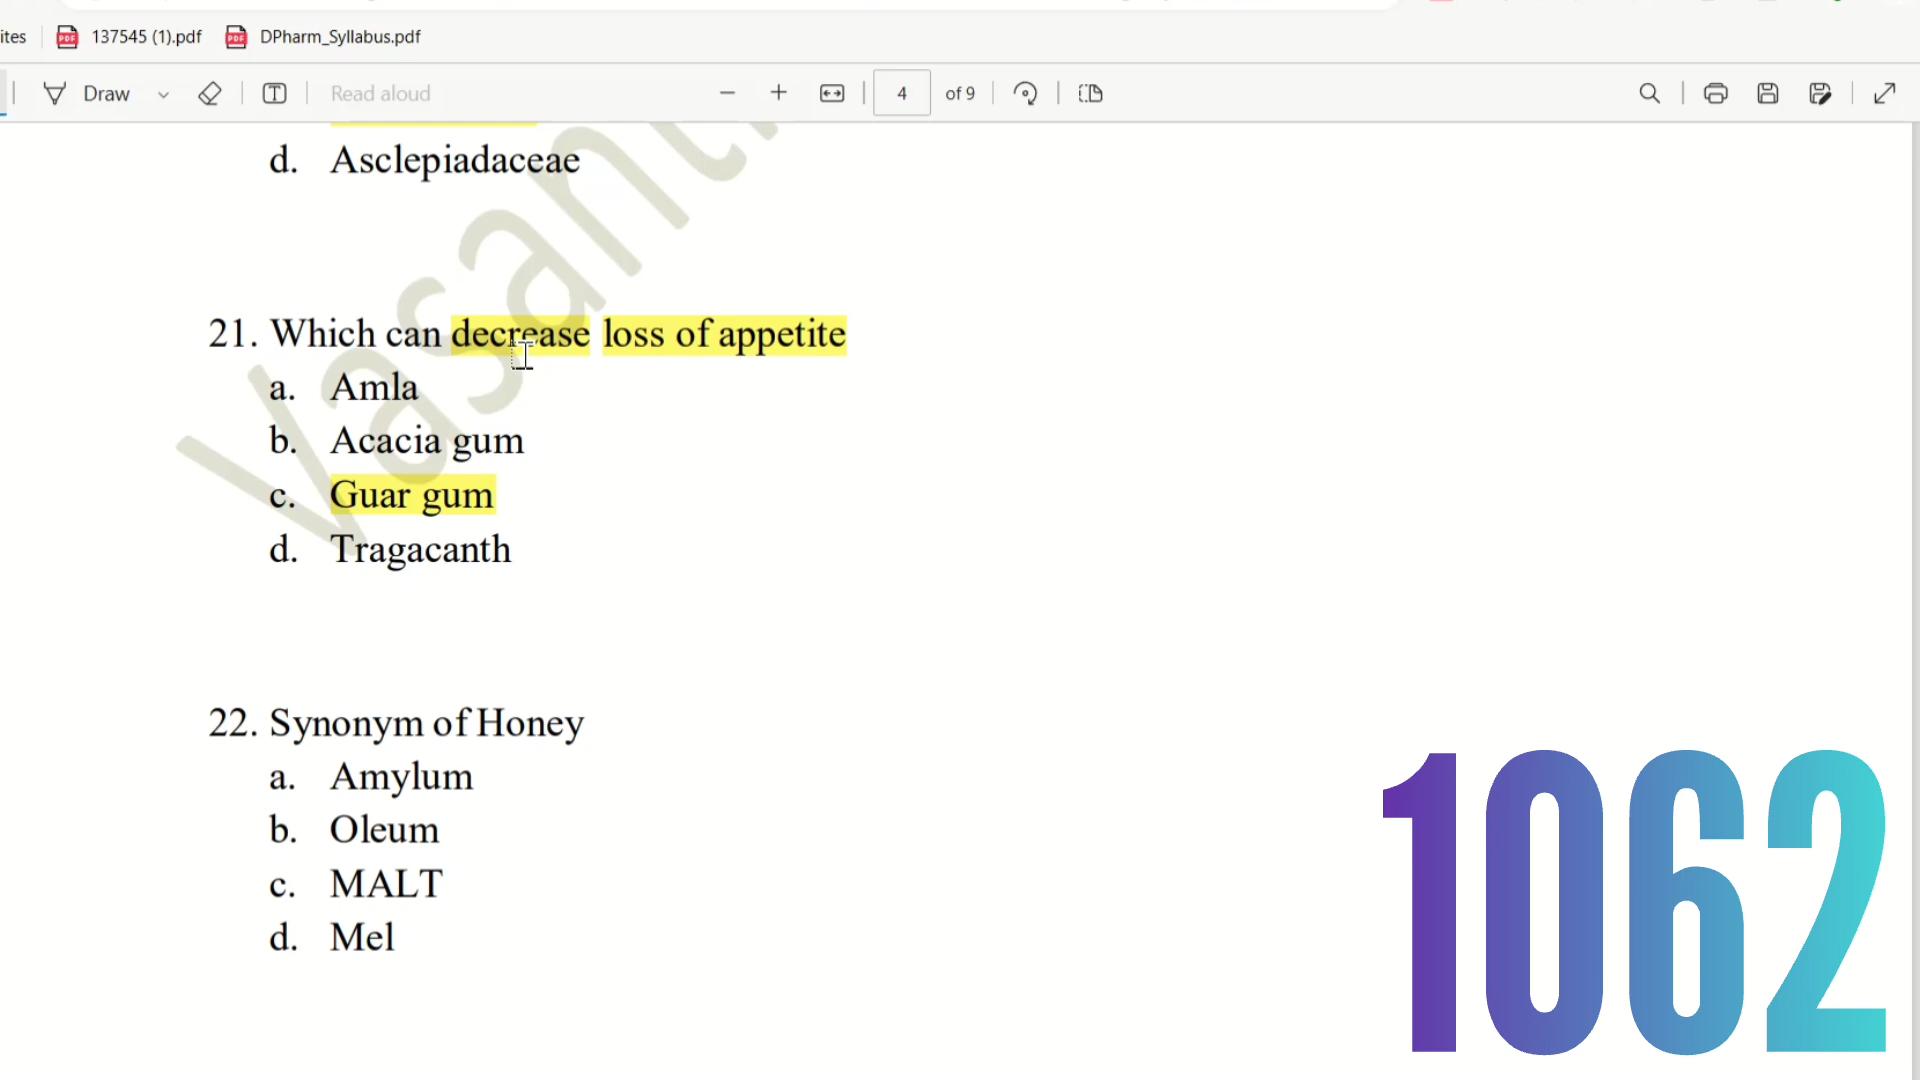 ites 137545 (1).pdf DPharm_Syllabus.pdf
Draw Read aloud 4 of 9
d. Asclepiadaceae
21. Which can decrease loss of appetite
a. Amla
b. Acacia gum
c. Guar gum
d. Tragacanth
22. Synonym of Honey
a. Amylum
b. Oleum
c. MALT
d. Mel
1062
Vasant